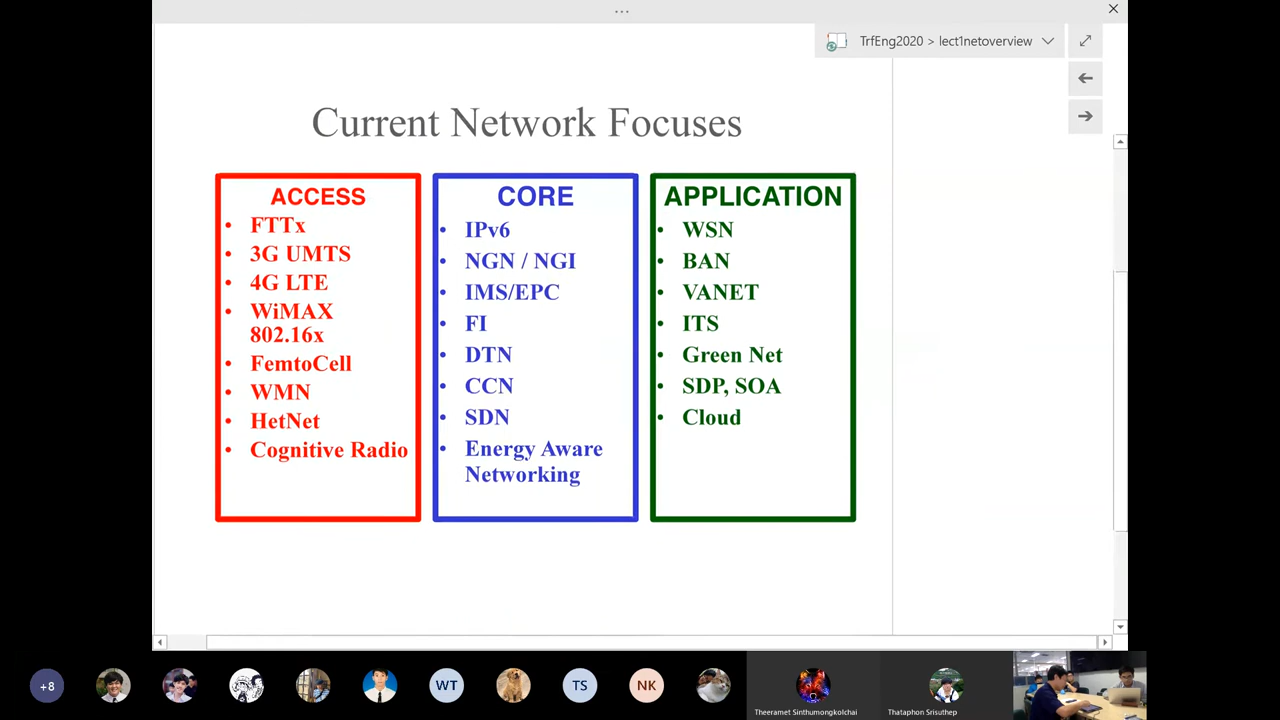 TrfEng2020 > lect1netoverview
Current Network Focuses
ACCESS
• FTTx
• 3G UMTS
• 4G LTE
• WiMAX
802.16x
• FemtoCell
• WMN
• HetNet
• Cognitive Radio
CORE
• IPv6
• NGN / NGI
• IMS/EPC
• FI
• DTN
• CCN
• SDN
• Energy Aware
Networking
APPLICATION
• WSN
• BAN
• VANET
• ITS
• Green Net
• SDP, SOA
• Cloud
+8
WT
TS
NK
Theeramet Sinthumongkolchai
Thataphon Srisuthep